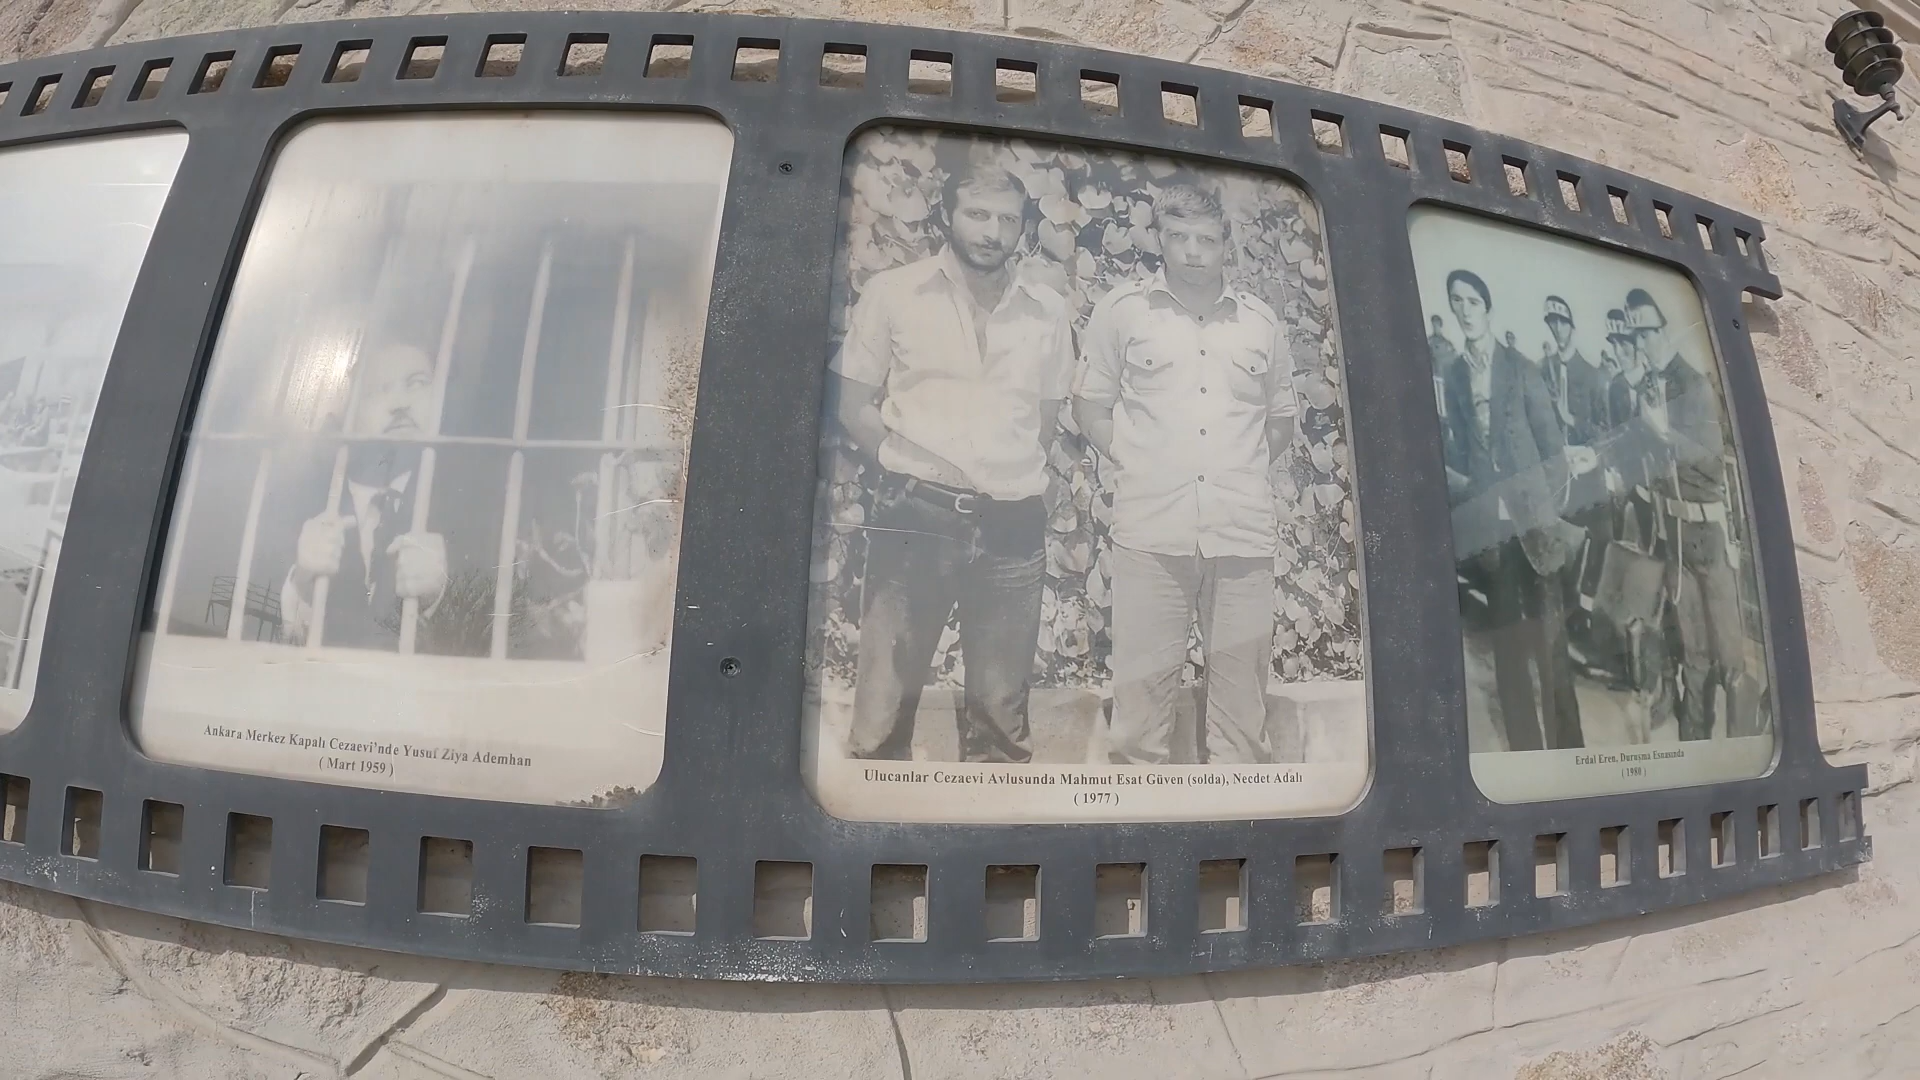 Ankara Merkez Kapalı Cezaevi'nde Yusuf Ziya Ademhan
( Mart 1959 )
Ulucanlar Cezaevi Avlusunda Mahmut Esat Güven (solda), Necdet Adalı
( 1977 )
Erdal Eren, Duruşma Esnasında
( 1980 )